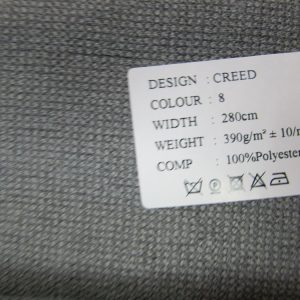 DESIGN : CREED
COLOUR : 8
WIDTH : 280cm
WEIGHT : 390g/m² ± 10/
COMP : 100%Polyester